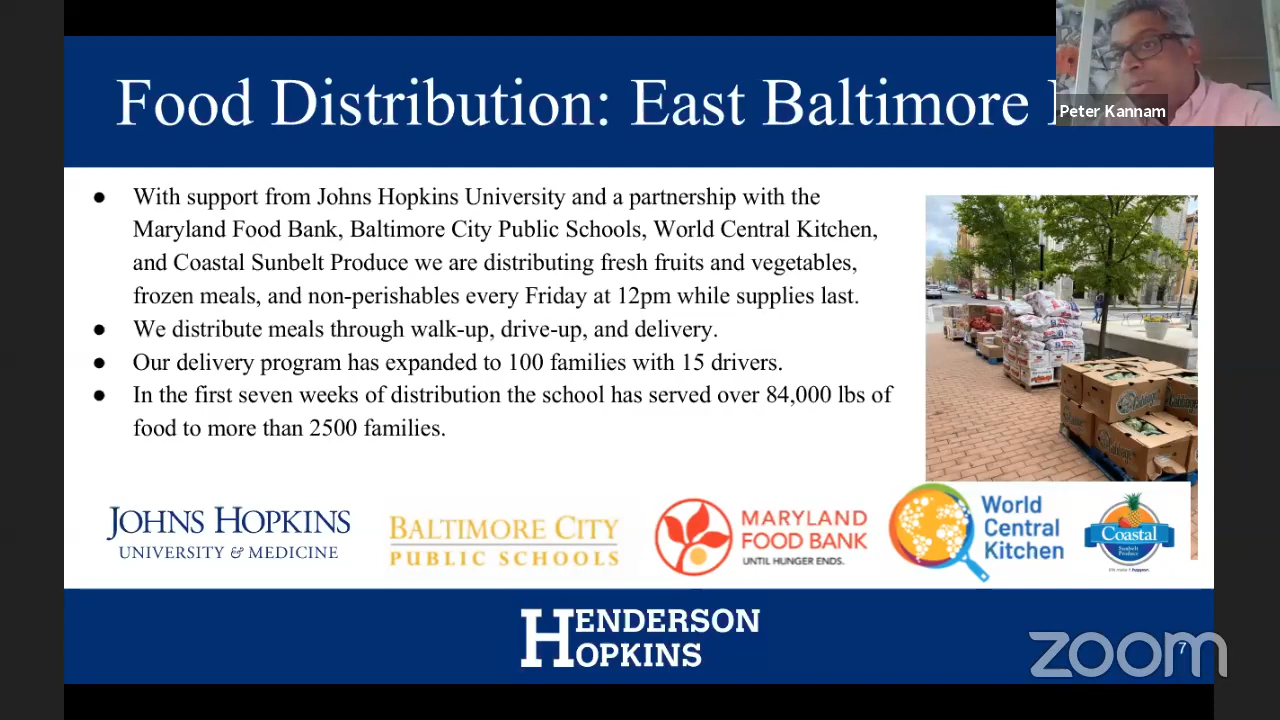 Food Distribution: East Baltimore
Peter Kannam
● With support from Johns Hopkins University and a partnership with the
Maryland Food Bank, Baltimore City Public Schools, World Central Kitchen,
and Coastal Sunbelt Produce we are distributing fresh fruits and vegetables,
frozen meals, and non-perishables every Friday at 12pm while supplies last.
● We distribute meals through walk-up, drive-up, and delivery.
● Our delivery program has expanded to 100 families with 15 drivers.
● In the first seven weeks of distribution the school has served over 84,000 lbs of
food to more than 2500 families.
JOHNS HOPKINS
UNIVERSITY & MEDICINE
BALTIMORE CITY
PUBLIC SCHOOLS
MARYLAND
FOOD BANK
UNTIL HUNGER ENDS.
World
Central
Kitchen
Coastal
Sunbelt
Produce
HENDERSON
HOPKINS
zoom
7